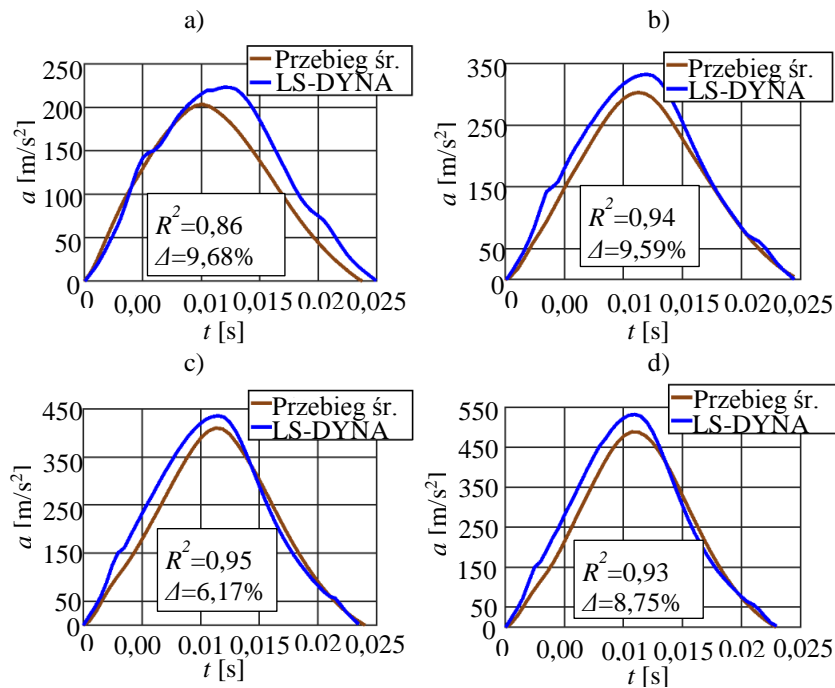 a)
Przebieg śr.
LS-DYNA
250
200
150
100
50
0
a [m/s²]
R²=0,86
Δ=9,68%
0 0,00 0,01 0,015 0,02 0,025
t [s]
b)
Przebieg śr.
LS-DYNA
350
250
150
50
0
a [m/s²]
R²=0,94
Δ=9,59%
0 0,00 0,01 0,015 0,02 0,025
t [s]
c)
Przebieg śr.
LS-DYNA
450
350
250
150
50
0
a [m/s²]
R²=0,95
Δ=6,17%
0 0,00 0,01 0,015 0,02 0,025
t [s]
d)
Przebieg śr.
LS-DYNA
550
450
350
250
150
50
0
a [m/s²]
R²=0,93
Δ=8,75%
0 0,00 0,01 0,015 0,02 0,025
t [s]